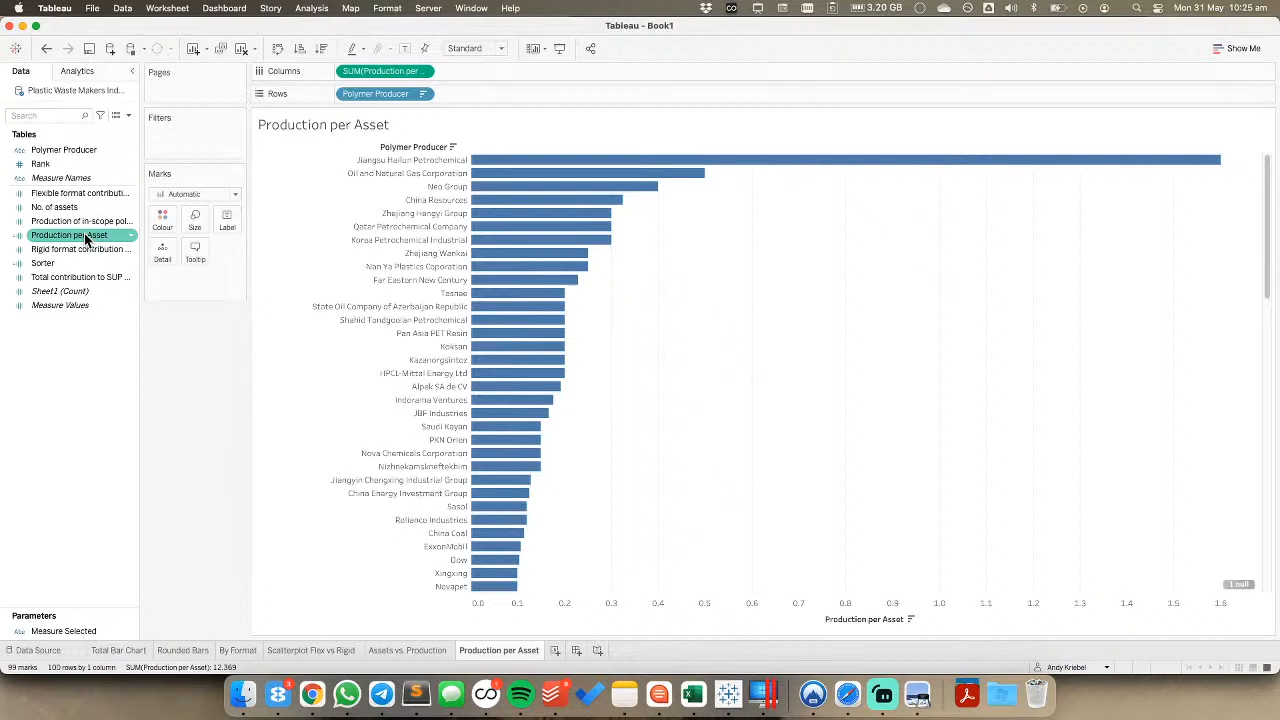 Tableau File Data Worksheet Dashboard Story Analysis Map Format Server Window Help 3.20 GB Mon 31 May 10:25 am
Tableau - Book1
Standard Show Me
Data Analytics Pages Columns SUM(Production per ..
Plastic Waste Makers Ind... Rows Polymer Producer
Search Filters
Tables
Abc Polymer Producer
# Rank
Abc Measure Names
Flexible format contributi...
No. of assets
Production of in-scope pol...
Production per Asset
Rigid format contribution ...
Sorter
Total contribution to SUP ...
Sheet1 (Count)
Measure Values
Parameters
Abc Measure Selected
Marks
Automatic
Colour Size Label
Detail Tooltip
Production per Asset
Polymer Producer
Jiangsu Hailun Petrochemical
Oil and Natural Gas Corporation
Neo Group
China Resources
Zhejiang Hengyi Group
Qatar Petrochemical Company
Korea Petrochemical Industrial
Zhejiang Wankai
Nan Ya Plastics Coporation
Far Eastern New Century
Tasnee
State Oil Company of Azerbaijan Republic
Shahid Tondgooian Petrochemical
Pan Asia PET Resin
Koksan
Kazanorgsintez
HPCL-Mittal Energy Ltd
Alpek SA de CV
Indorama Ventures
JBF Industries
Saudi Kayan
PKN Orlen
Nova Chemicals Corporation
Nizhnekamskneftekhim
Jiangyin Chengxing Industrial Group
China Energy Investment Group
Sasol
Reliance Industries
China Coal
ExxonMobil
Dow
Xingxing
Novapet
1 null
0.0 0.1 0.2 0.3 0.4 0.5 0.6 0.7 0.8 0.9 1.0 1.1 1.2 1.3 1.4 1.5 1.6
Production per Asset
Data Source Total Bar Chart Rounded Bars By Format Scatterplot Flex vs Rigid Assets vs. Production Production per Asset
99 marks 100 rows by 1 column SUM(Production per Asset): 12.369 Andy Kriebel